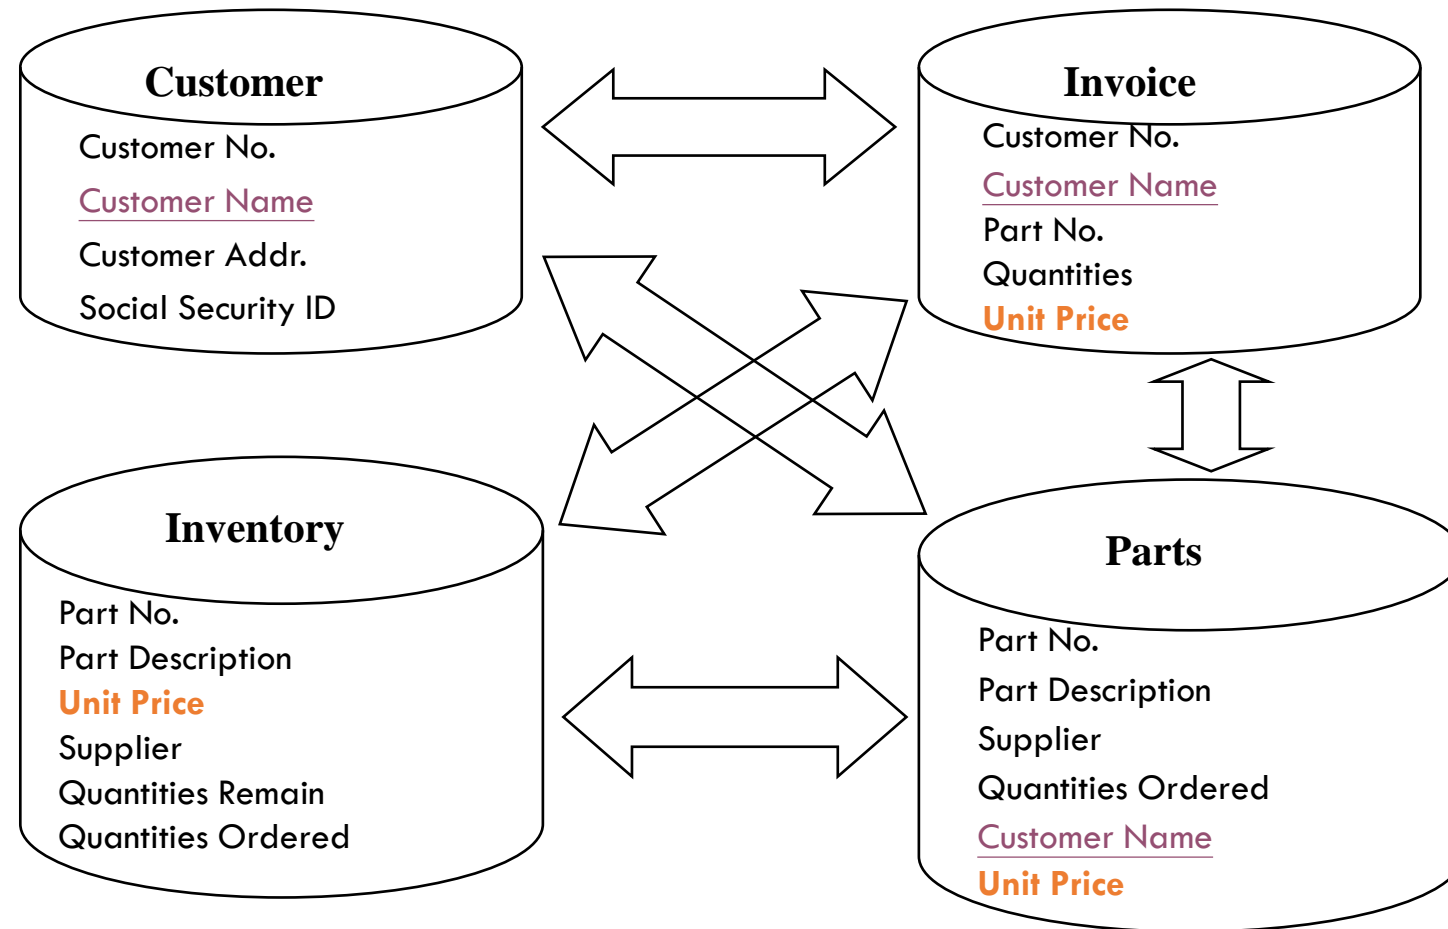 Customer
Customer No.
Customer Name
Customer Addr.
Social Security ID
Invoice
Customer No.
Customer Name
Part No.
Quantities
Unit Price
Inventory
Part No.
Part Description
Unit Price
Supplier
Quantities Remain
Quantities Ordered
Parts
Part No.
Part Description
Supplier
Quantities Ordered
Customer Name
Unit Price